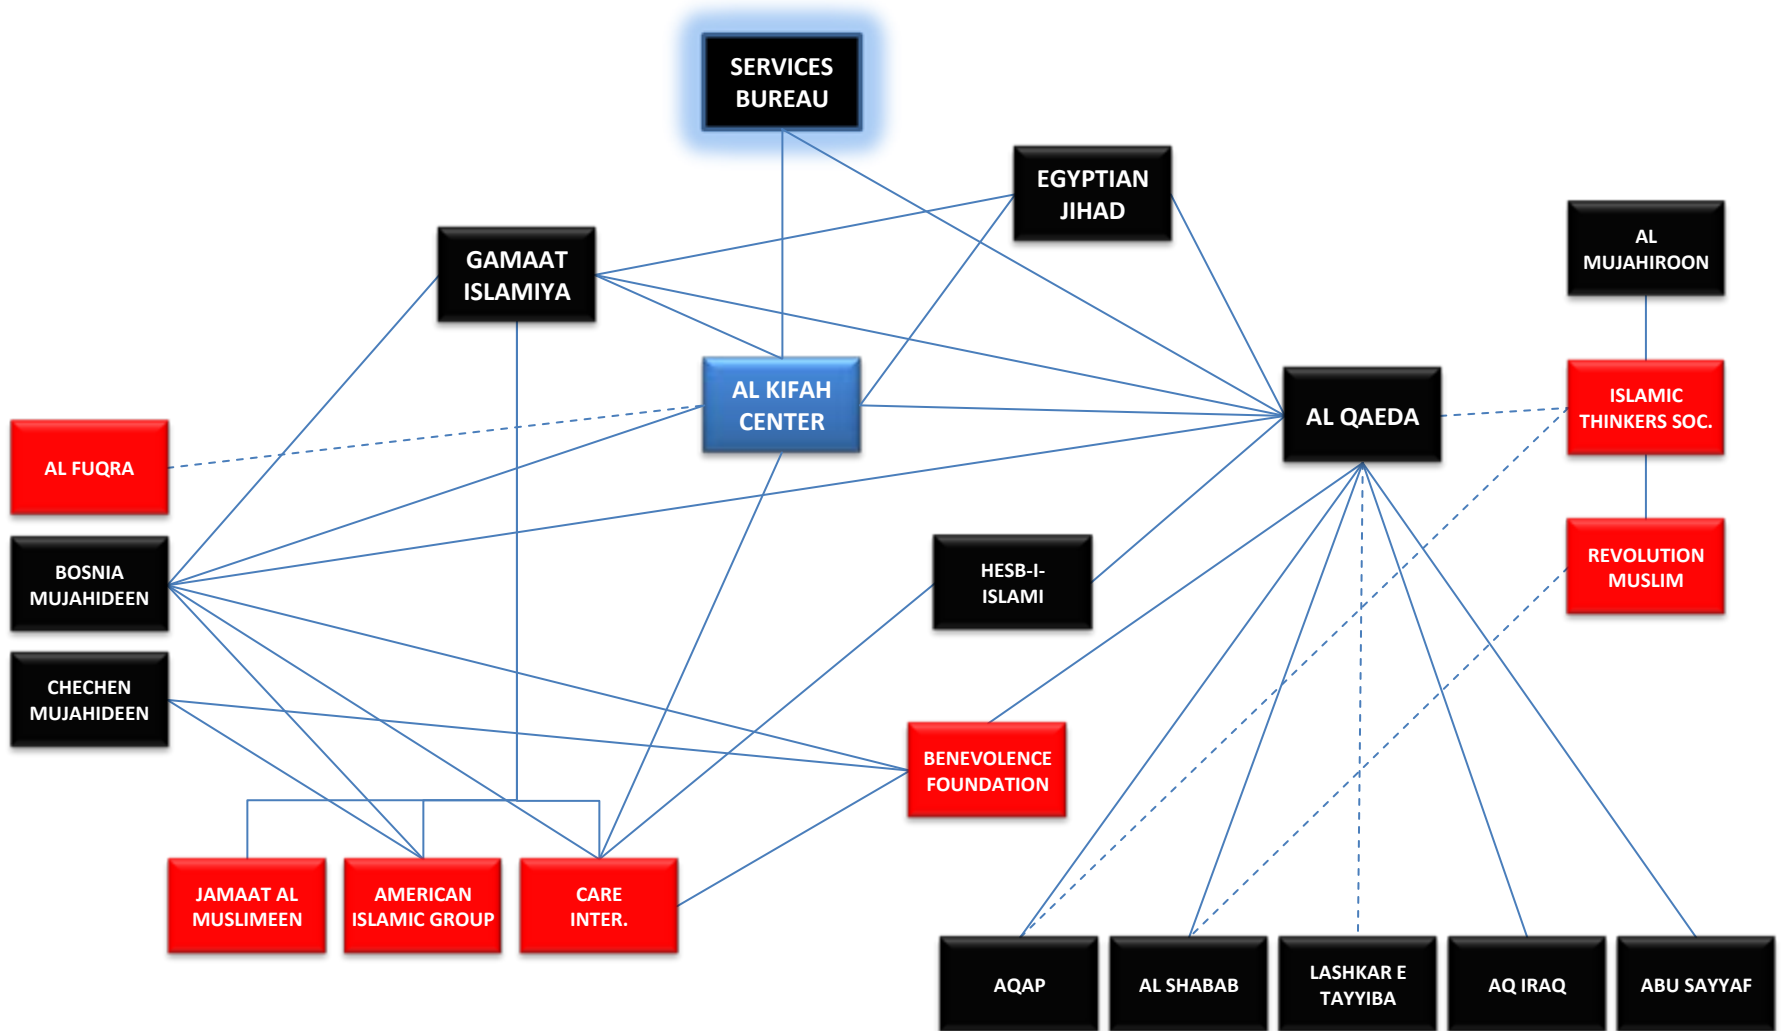 SERVICES
BUREAU
EGYPTIAN
JIHAD
AL
MUJAHIROON
GAMAAT
ISLAMIYA
AL KIFAH
CENTER
AL QAEDA
ISLAMIC
THINKERS SOC.
AL FUQRA
BOSNIA
MUJAHIDEEN
HESB-I-
ISLAMI
REVOLUTION
MUSLIM
CHECHEN
MUJAHIDEEN
BENEVOLENCE
FOUNDATION
JAMAAT AL
MUSLIMEEN
AMERICAN
ISLAMIC GROUP
CARE
INTER.
AQAP
AL SHABAB
LASHKAR E
TAYYIBA
AQ IRAQ
ABU SAYYAF